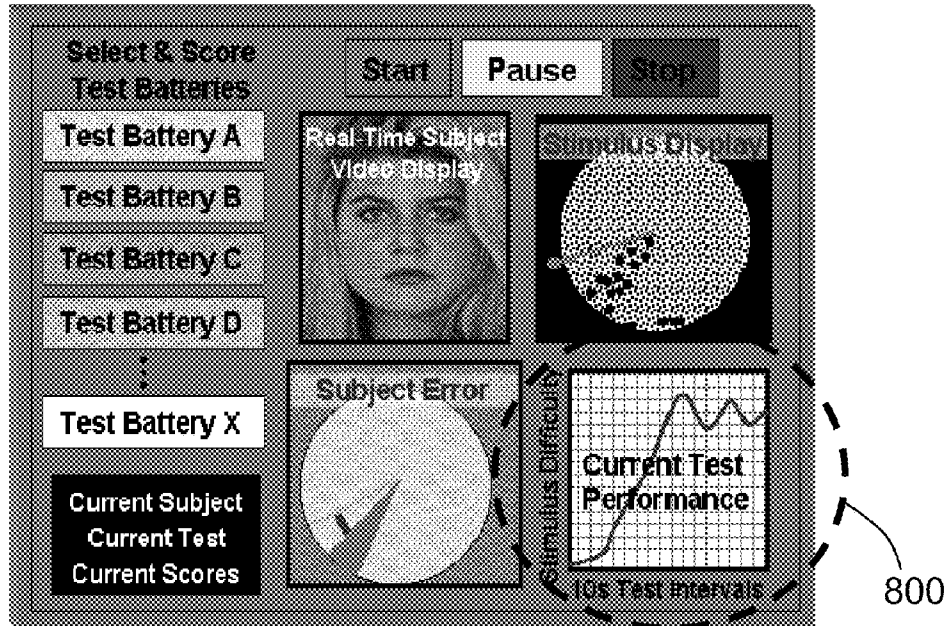 Select & Score
Test Batteries
Start
Pause
Stop
Test Battery A
Test Battery B
Test Battery C
Test Battery D
Test Battery X
Current Subject
Current Test
Current Scores
Real-Time Subject
Video Display
Stimulus Display
Subject Error
Stimulus Difficulty
Current Test
Performance
10s Test Intervals
800